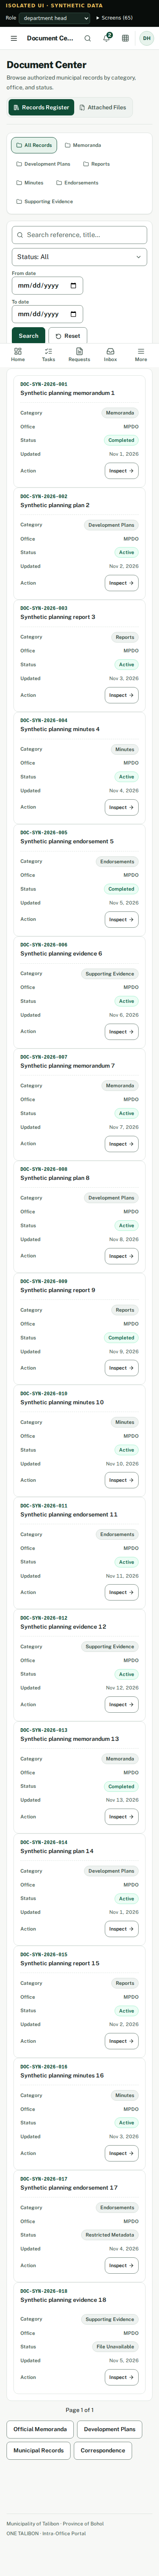 ISOLATED UI · SYNTHETIC DATA
Role department head Screens (65)
Document Ce... 2 DH
Document Center
Browse authorized municipal records by category, office, and status.
Records Register Attached Files
All Records Memoranda
Development Plans Reports
Minutes Endorsements
Supporting Evidence
Search reference, title...
Status: All
From date
mm/dd/yyyy
To date
mm/dd/yyyy
Search Reset
Home Tasks Requests Inbox More
DOC-SYN-2026-001
Synthetic planning memorandum 1
Category Memoranda
Office MPDO
Status Completed
Updated Nov 1, 2026
Action Inspect →
DOC-SYN-2026-002
Synthetic planning plan 2
Category Development Plans
Office MPDO
Status Active
Updated Nov 2, 2026
Action Inspect →
DOC-SYN-2026-003
Synthetic planning report 3
Category Reports
Office MPDO
Status Active
Updated Nov 3, 2026
Action Inspect →
DOC-SYN-2026-004
Synthetic planning minutes 4
Category Minutes
Office MPDO
Status Active
Updated Nov 4, 2026
Action Inspect →
DOC-SYN-2026-005
Synthetic planning endorsement 5
Category Endorsements
Office MPDO
Status Completed
Updated Nov 5, 2026
Action Inspect →
DOC-SYN-2026-006
Synthetic planning evidence 6
Category Supporting Evidence
Office MPDO
Status Active
Updated Nov 6, 2026
Action Inspect →
DOC-SYN-2026-007
Synthetic planning memorandum 7
Category Memoranda
Office MPDO
Status Active
Updated Nov 7, 2026
Action Inspect →
DOC-SYN-2026-008
Synthetic planning plan 8
Category Development Plans
Office MPDO
Status Active
Updated Nov 8, 2026
Action Inspect →
DOC-SYN-2026-009
Synthetic planning report 9
Category Reports
Office MPDO
Status Completed
Updated Nov 9, 2026
Action Inspect →
DOC-SYN-2026-010
Synthetic planning minutes 10
Category Minutes
Office MPDO
Status Active
Updated Nov 10, 2026
Action Inspect →
DOC-SYN-2026-011
Synthetic planning endorsement 11
Category Endorsements
Office MPDO
Status Active
Updated Nov 11, 2026
Action Inspect →
DOC-SYN-2026-012
Synthetic planning evidence 12
Category Supporting Evidence
Office MPDO
Status Active
Updated Nov 12, 2026
Action Inspect →
DOC-SYN-2026-013
Synthetic planning memorandum 13
Category Memoranda
Office MPDO
Status Completed
Updated Nov 13, 2026
Action Inspect →
DOC-SYN-2026-014
Synthetic planning plan 14
Category Development Plans
Office MPDO
Status Active
Updated Nov 1, 2026
Action Inspect →
DOC-SYN-2026-015
Synthetic planning report 15
Category Reports
Office MPDO
Status Active
Updated Nov 2, 2026
Action Inspect →
DOC-SYN-2026-016
Synthetic planning minutes 16
Category Minutes
Office MPDO
Status Active
Updated Nov 3, 2026
Action Inspect →
DOC-SYN-2026-017
Synthetic planning endorsement 17
Category Endorsements
Office MPDO
Status Restricted Metadata
Updated Nov 4, 2026
Action Inspect →
DOC-SYN-2026-018
Synthetic planning evidence 18
Category Supporting Evidence
Office MPDO
Status File Unavailable
Updated Nov 5, 2026
Action Inspect →
Page 1 of 1
Official Memoranda Development Plans
Municipal Records Correspondence
Municipality of Talibon · Province of Bohol
ONE TALIBON · Intra-Office Portal